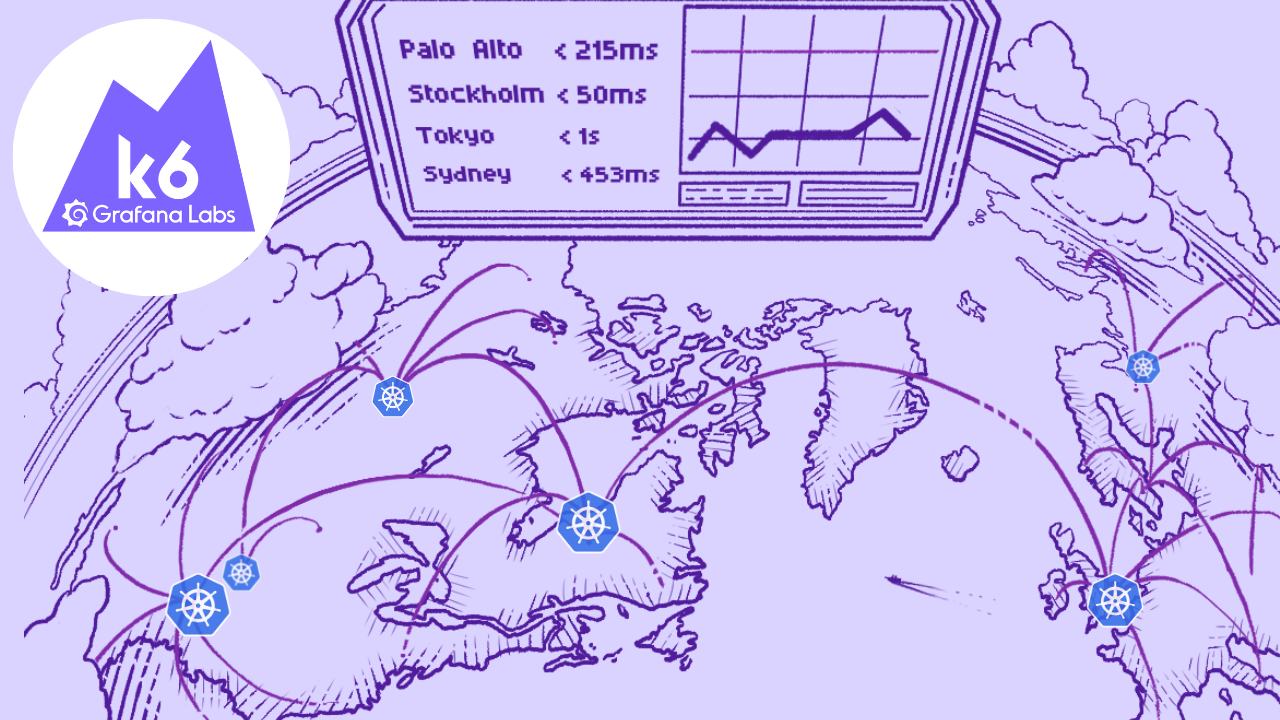 k6
Grafana Labs
Palo Alto < 215ms
Stockholm < 50ms
Tokyo < 1s
Sydney < 453ms